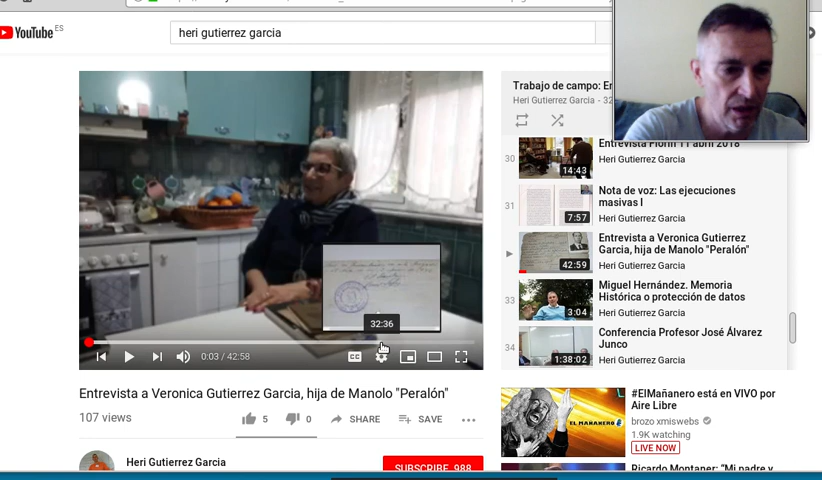 YouTube ES
heri gutierrez garcia
Trabajo de campo:
Heri Gutierrez Garcia - 32
30
Entrevista Florin 11 abril 2018
Heri Gutierrez Garcia
14:43
31
Nota de voz: Las ejecuciones
masivas I
Heri Gutierrez Garcia
7:57
Entrevista a Veronica Gutierrez
Garcia, hija de Manolo "Peralón"
Heri Gutierrez Garcia
42:59
33
Miguel Hernández. Memoria
Histórica o protección de datos
Heri Gutierrez Garcia
3:04
34
Conferencia Profesor José Álvarez
Junco
Heri Gutierrez Garcia
1:38:02
32:36
0:03 / 42:58
CC
Entrevista a Veronica Gutierrez Garcia, hija de Manolo "Peralón"
107 views
5
0
SHARE
SAVE
Heri Gutierrez Garcia
SUBSCRIBE 988
EL MAÑANERO
#ElMañanero está en VIVO por
Aire Libre
brozo xmiswebs
1.9K watching
LIVE NOW
Ricardo Montaner: "Mi padre y